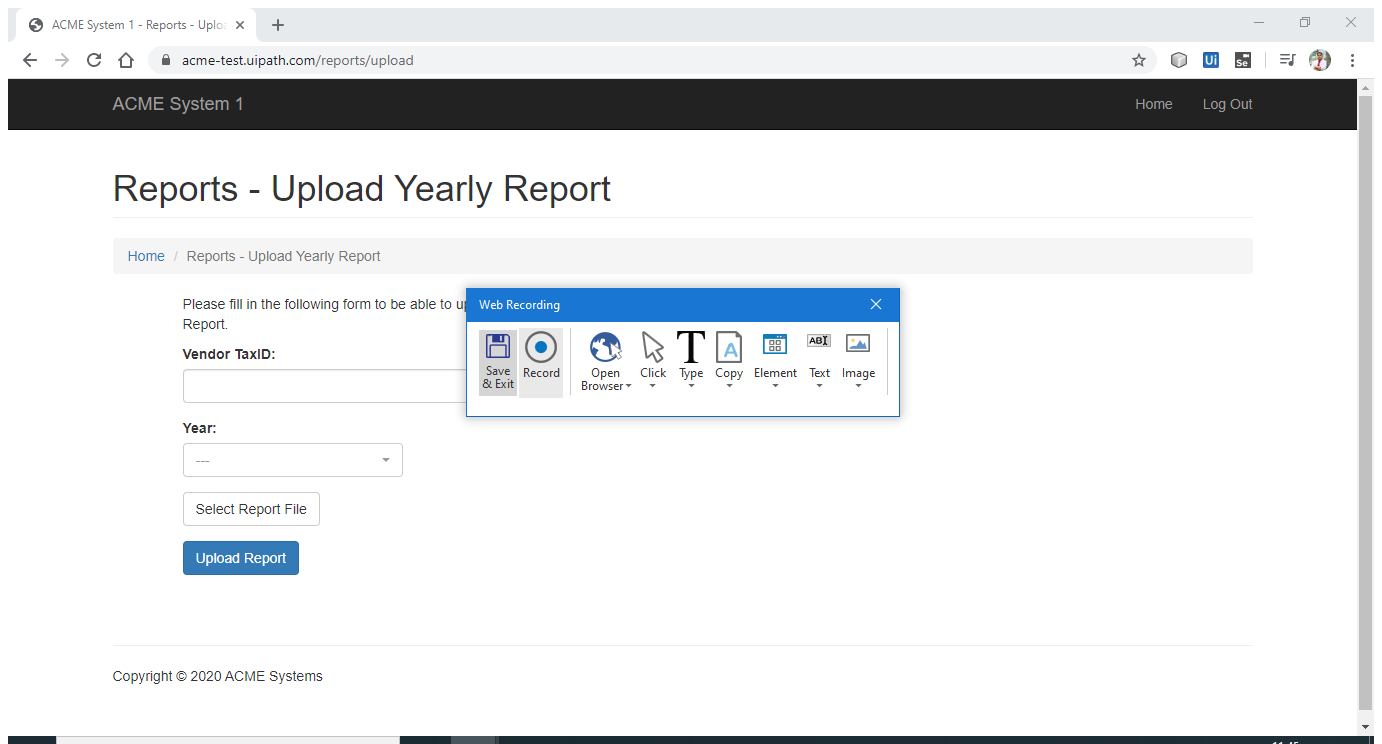 ACME System 1 - Reports - Uplo
acme-test.uipath.com/reports/upload
Ui
Se
ACME System 1
Home
Log Out
Reports - Upload Yearly Report
Home / Reports - Upload Yearly Report
Please fill in the following form to be able to
Report.
Web Recording
Vendor TaxID:
Save
& Exit
Record
Open
Browser
Click
T
Type
A
Copy
Element
AB
Text
Image
Year:
---
Select Report File
Upload Report
Copyright © 2020 ACME Systems